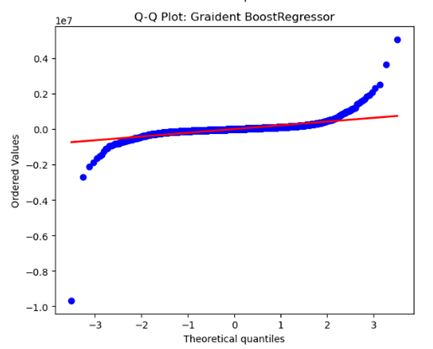 Q-Q Plot: Graident BoostRegressor
1e7
0.4
0.2
0.0
−0.2
−0.4
−0.6
−0.8
−1.0
Ordered Values
−3 −2 −1 0 1 2 3
Theoretical quantiles